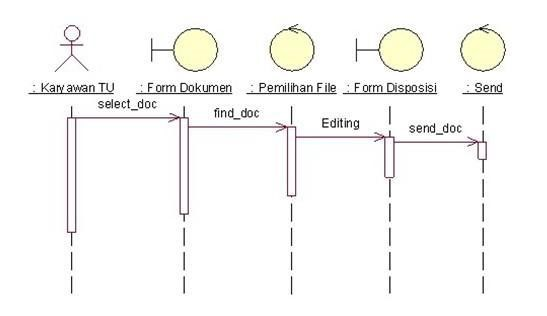 : Karyawan TU
: Form Dokumen
: Pemilihan File
: Form Disposisi
: Send
select_doc
find_doc
Editing
send_doc